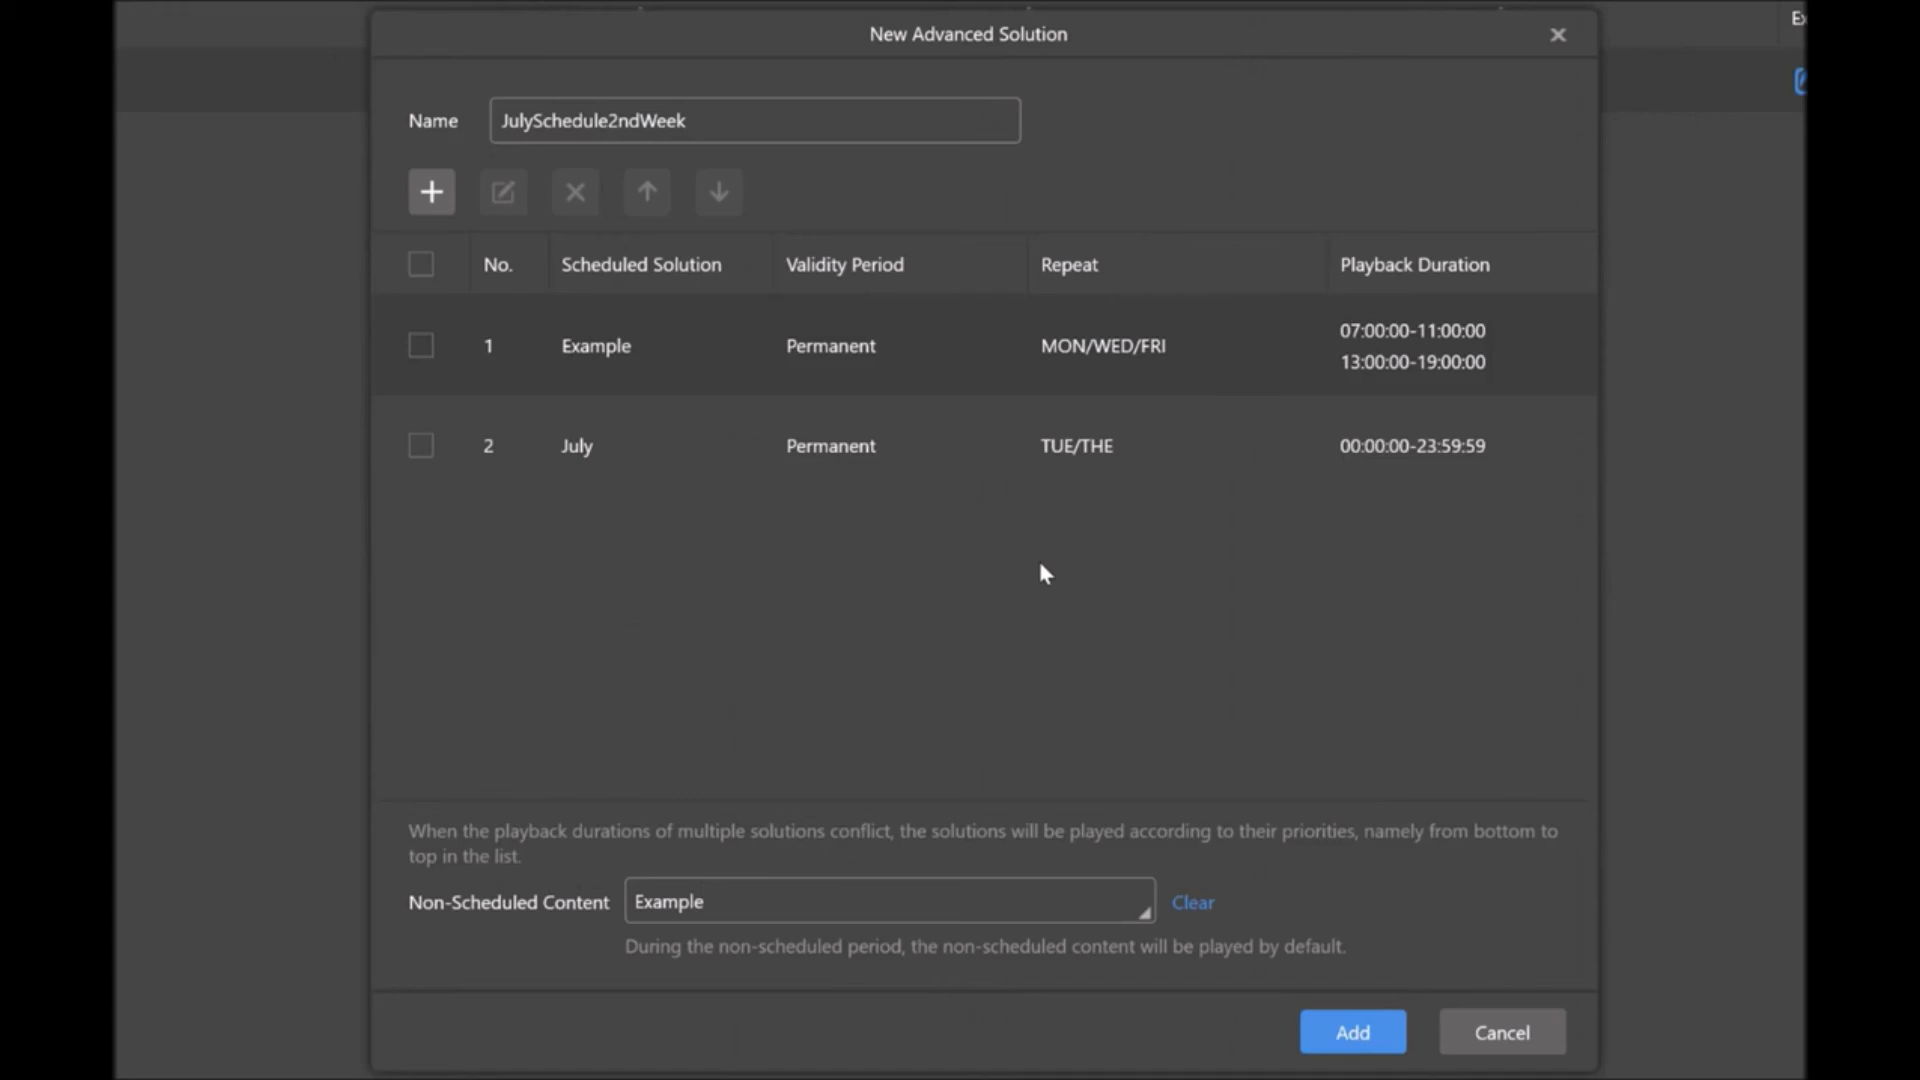 New Advanced Solution
Name JulySchedule2ndWeek
No. Scheduled Solution Validity Period Repeat Playback Duration
1 Example Permanent MON/WED/FRI 07:00:00-11:00:00
13:00:00-19:00:00
2 July Permanent TUE/THE 00:00:00-23:59:59
When the playback durations of multiple solutions conflict, the solutions will be played according to their priorities, namely from bottom to
top in the list.
Non-Scheduled Content Example Clear
During the non-scheduled period, the non-scheduled content will be played by default.
Add Cancel